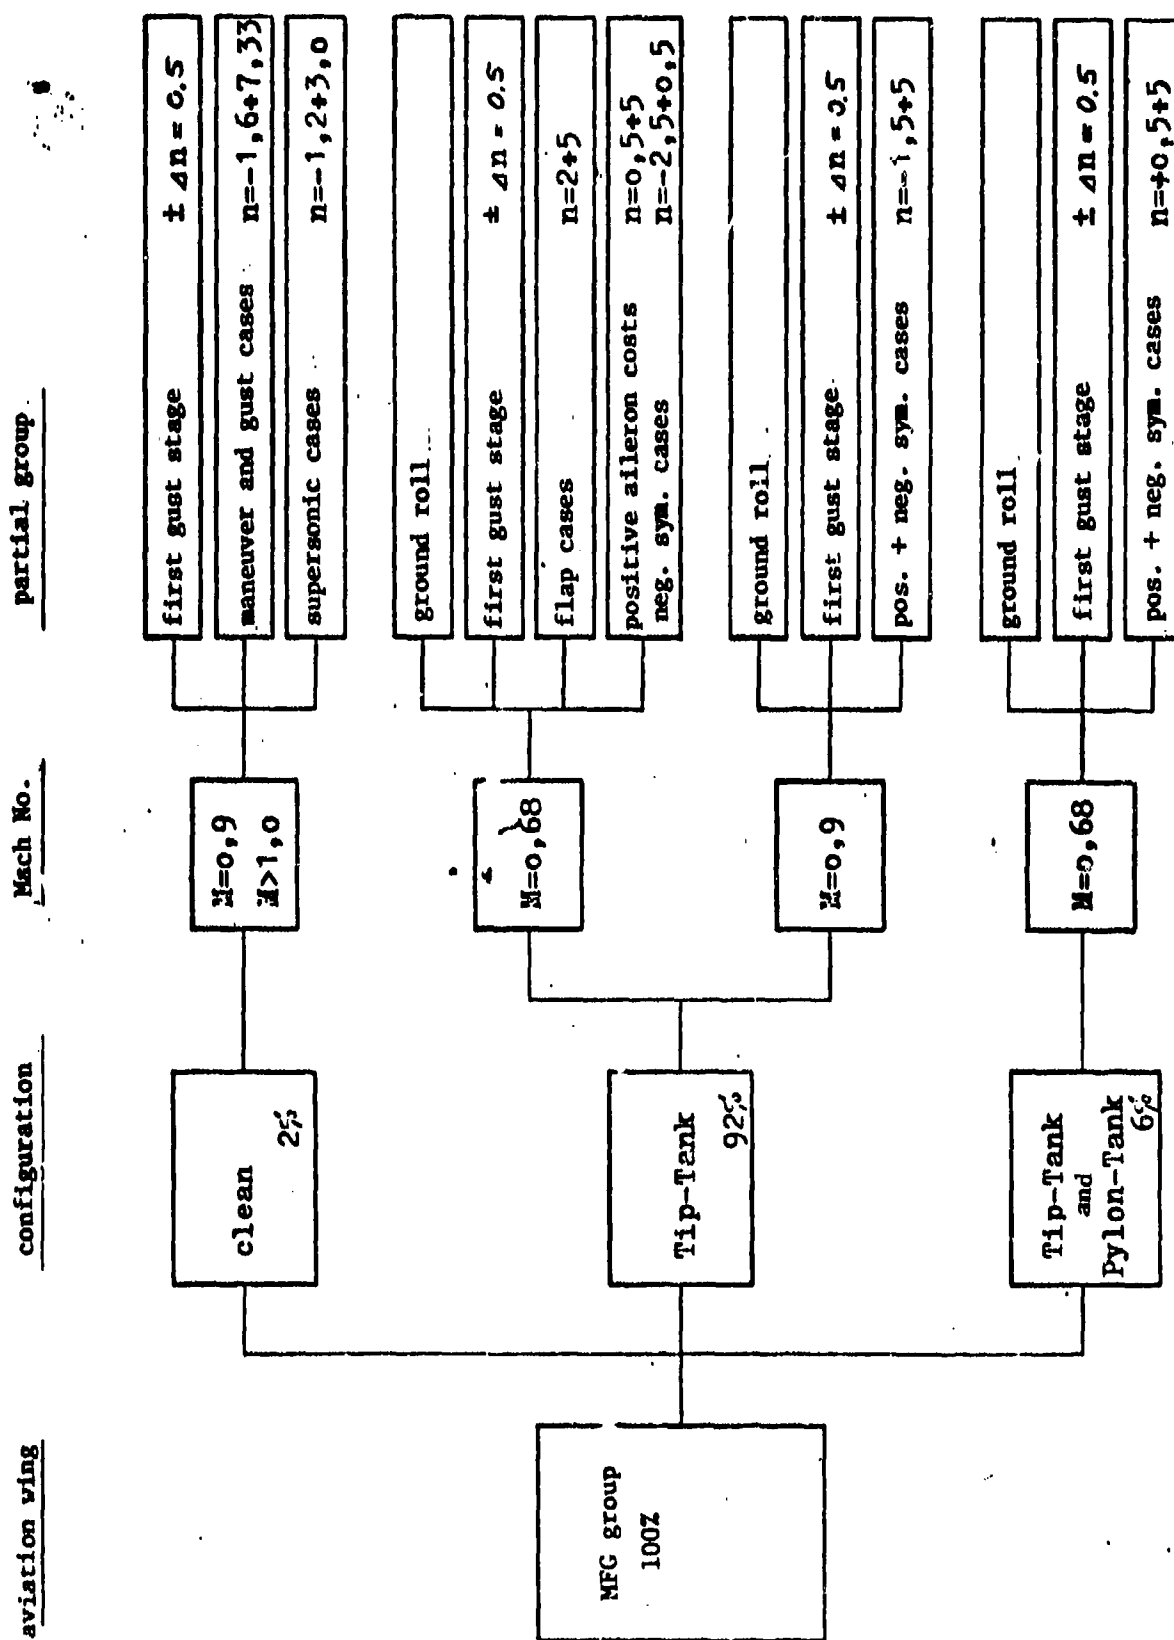 aviation wing
configuration
Mach No.
partial group
MFG group
100%
clean
2%
Tip-Tank
92%
Tip-Tank
and
Pylon-Tank
6%
M=0,9
M>1,0
M=0,68
M=0,9
M=0,68
first gust stage ± Δn = 0.5
maneuver and gust cases n=-1,6+7,33
supersonic cases n=-1,2+3,0
ground roll
first gust stage ± Δn = 0.5
flap cases n=2+5
positive aileron costs n=0,5+5
neg. sym. cases n=-2,5+0,5
ground roll
first gust stage ± Δn = 0.5
pos. + neg. sym. cases n=-1,5+5
ground roll
first gust stage ± Δn = 0.5
pos. + neg. sym. cases n=+0,5+5